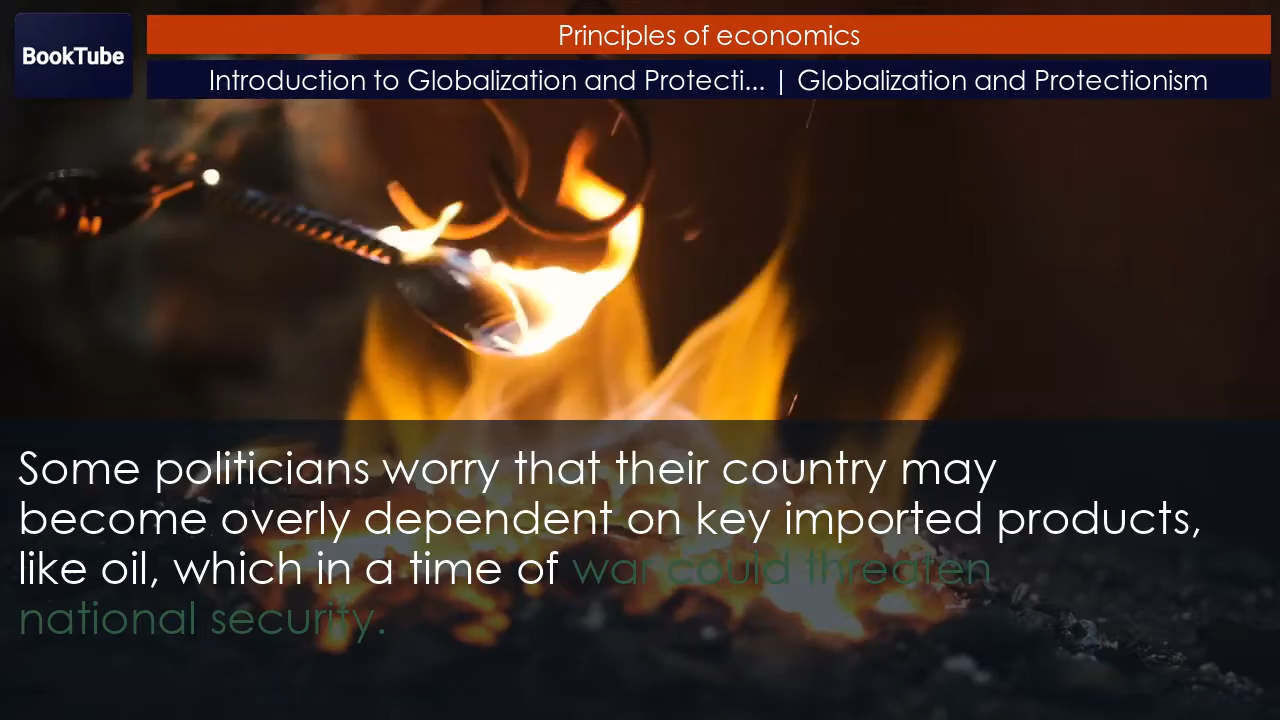 BookTube
Principles of economics
Introduction to Globalization and Protecti... | Globalization and Protectionism
Some politicians worry that their country may
become overly dependent on key imported products,
like oil, which in a time of war could threaten
national security.